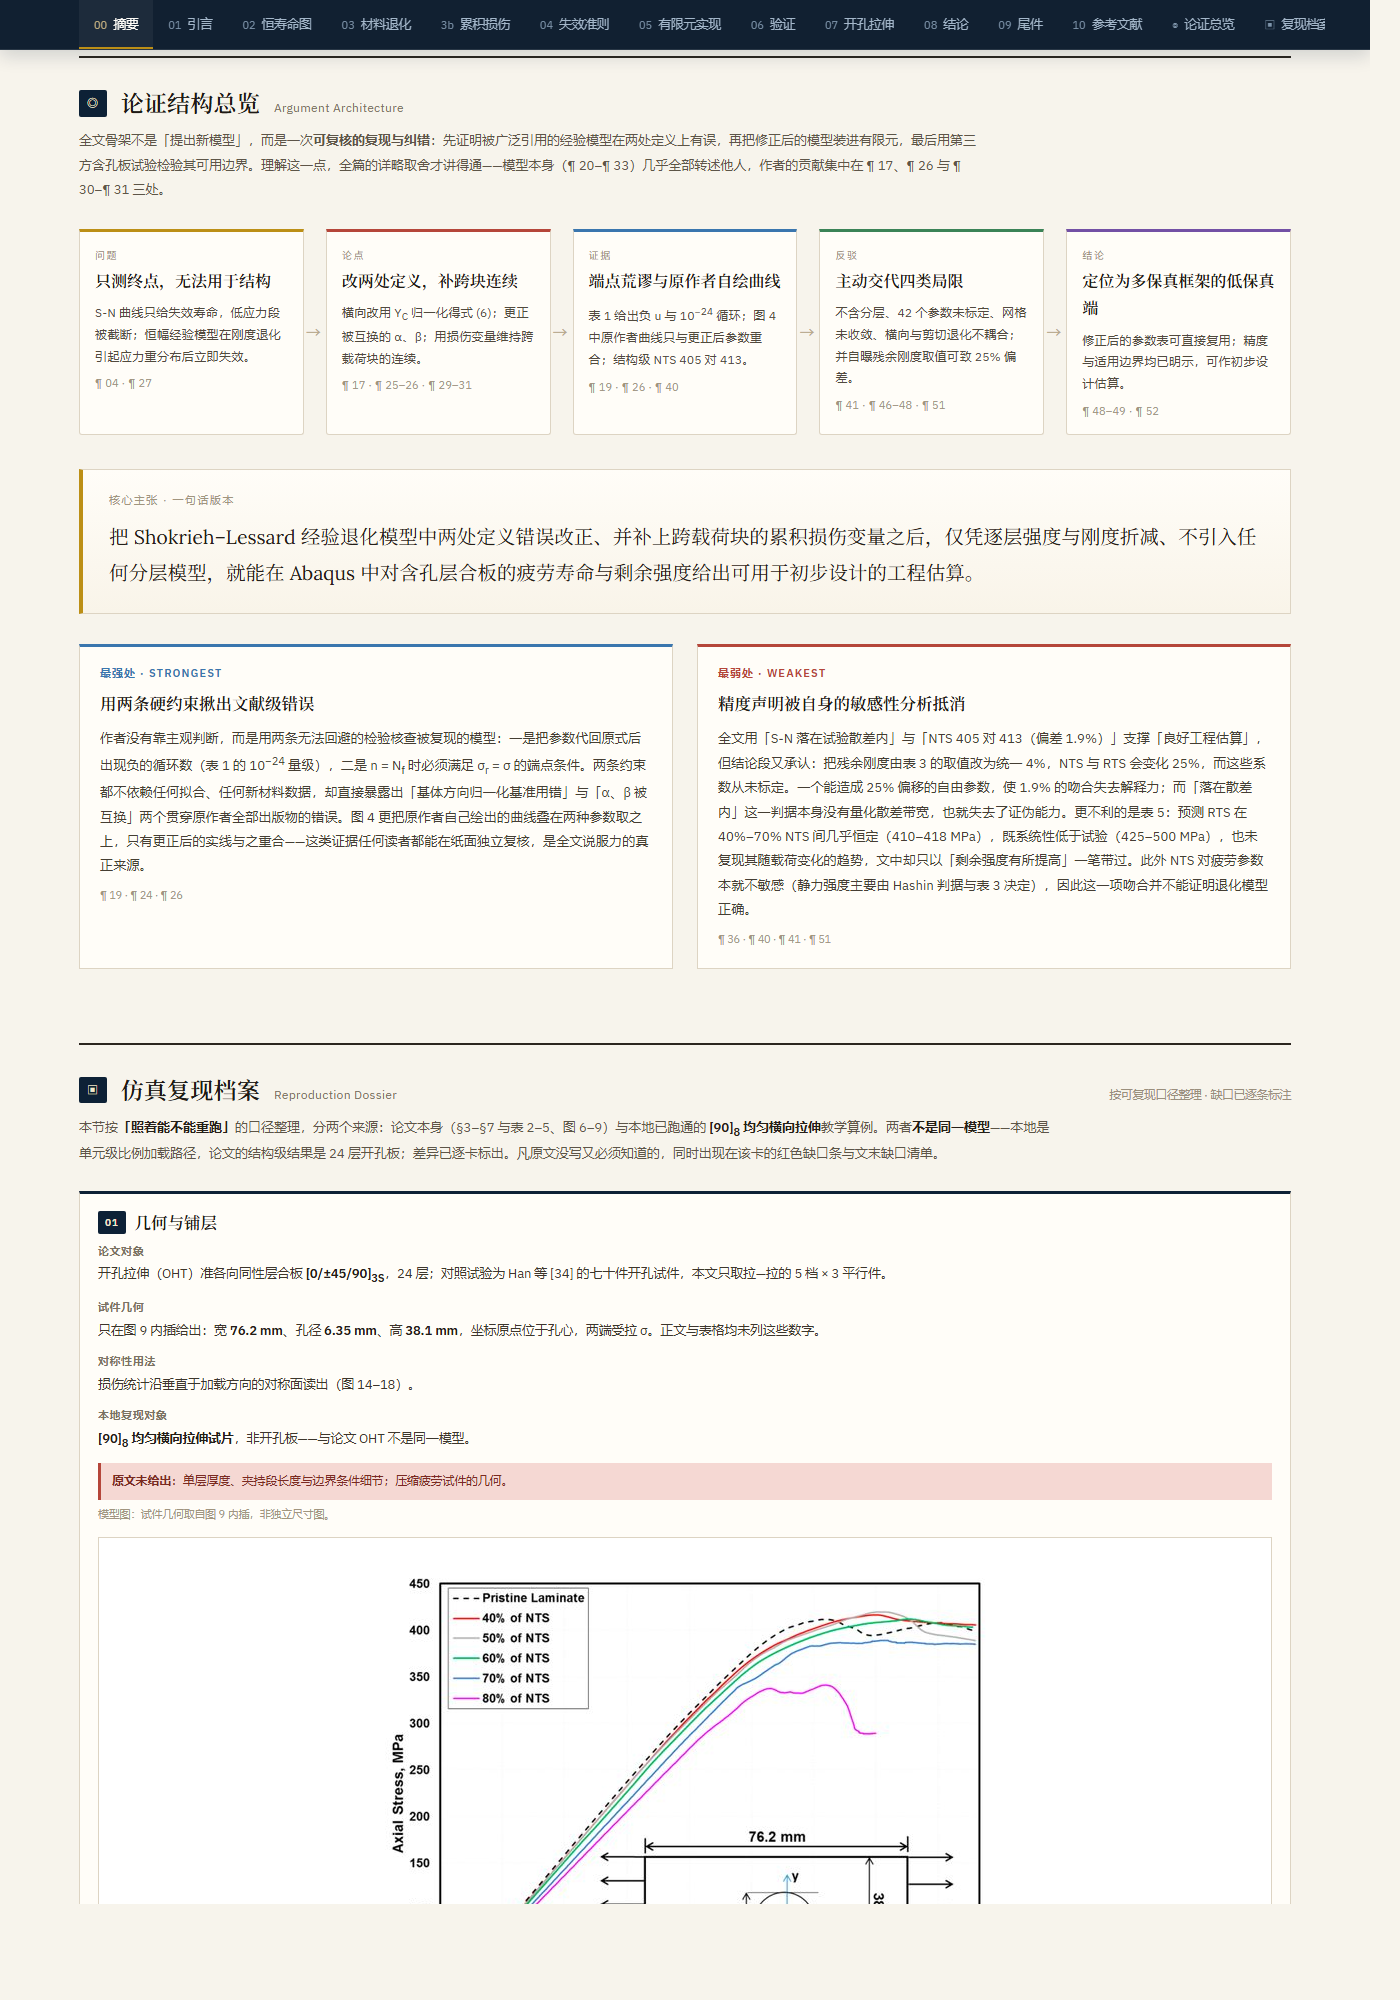 00 摘要 01 引言 02 恒寿命图 03 材料退化 3b 累积损伤 04 失效准则 05 有限元实现 06 验证 07 开孔拉伸 08 结论 09 尾件 10 参考文献 ◎ 论证总览 ▣ 复现档案
◎ 论证结构总览 Argument Architecture
全文骨架不是「提出新模型」，而是一次可复核的复现与纠错：先证明被广泛引用的经验模型在两处定义上有误，再把修正后的模型装进有限元，最后用第三
方含孔板试验检验其可用边界。理解这一点，全篇的详略取舍才讲得通——模型本身（¶ 20–¶ 33）几乎全部转述他人，作者的贡献集中在 ¶ 17、¶ 26 与 ¶
30–¶ 31 三处。
问题
只测终点，无法用于结构
S-N 曲线只给失效寿命，低应力段
被截断；恒幅经验模型在刚度退化
引起应力重分布后立即失效。
¶ 04 · ¶ 27
→
论点
改两处定义，补跨块连续
横向改用 Y_C 归一化得式 (6)；更正
被互换的 α、β；用损伤变量维持跨
载荷块的连续。
¶ 17 · ¶ 25–26 · ¶ 29–31
→
证据
端点荒谬与原作者自绘曲线
表 1 给出负 u 与 10⁻²⁴ 循环；图 4
中原作者曲线只与更正后参数重
合；结构级 NTS 405 对 413。
¶ 19 · ¶ 26 · ¶ 40
→
反驳
主动交代四类局限
不含分层、42 个参数未标定、网格
未收敛、横向与剪切退化不耦合；
并自曝残余刚度取值可致 25% 偏
差。
¶ 41 · ¶ 46–48 · ¶ 51
→
结论
定位为多保真框架的低保真
端
修正后的参数表可直接复用；精度
与适用边界均已明示，可作初步设
计估算。
¶ 48–49 · ¶ 52
核心主张 · 一句话版本
把 Shokrieh–Lessard 经验退化模型中两处定义错误改正、并补上跨载荷块的累积损伤变量之后，仅凭逐层强度与刚度折减、不引入任
何分层模型，就能在 Abaqus 中对含孔层合板的疲劳寿命与剩余强度给出可用于初步设计的工程估算。
最强处 · STRONGEST
用两条硬约束揪出文献级错误
作者没有靠主观判断，而是用两条无法回避的检验核查被复现的模型：一是把参数代回原式后
出现负的循环数（表 1 的 10⁻²⁴ 量级），二是 n = N_f 时必须满足 σ_r = σ 的端点条件。两条约束
都不依赖任何拟合、任何新材料数据，却直接暴露出「基体方向归一化基准用错」与「α、β 被
互换」两个贯穿原作者全部出版物的错误。图 4 更把原作者自己绘出的曲线叠在两种参数取之
上，只有更正后的实线与之重合——这类证据任何读者都能在纸面独立复核，是全文说服力的真
正来源。
¶ 19 · ¶ 24 · ¶ 26
最弱处 · WEAKEST
精度声明被自身的敏感性分析抵消
全文用「S-N 落在试验散差内」与「NTS 405 对 413（偏差 1.9%）」支撑「良好工程估算」，
但结论段又承认：把残余刚度由表 3 的取值改为统一 4%，NTS 与 RTS 会变化 25%，而这些系
数从未标定。一个能造成 25% 偏移的自由参数，使 1.9% 的吻合失去解释力；而「落在散差
内」这一判据本身没有量化散差带宽，也就失去了证伪能力。更不利的是表 5：预测 RTS 在
40%–70% NTS 间几乎恒定（410–418 MPa），既系统性低于试验（425–500 MPa），也未
复现其随载荷变化的趋势，文中却只以「剩余强度有所提高」一笔带过。此外 NTS 对疲劳参数
本就不敏感（静力强度主要由 Hashin 判据与表 3 决定），因此这一项吻合并不能证明退化模型
正确。
¶ 36 · ¶ 40 · ¶ 41 · ¶ 51
▣ 仿真复现档案 Reproduction Dossier 按可复现口径整理 · 缺口已逐条标注
本节按「照着能不能重跑」的口径整理，分两个来源：论文本身（§3–§7 与表 2–5、图 6–9）与本地已跑通的 [90]₈ 均匀横向拉伸教学算例。两者不是同一模型——本地是
单元级比例加载路径，论文的结构级结果是 24 层开孔板；差异已逐卡标出。凡原文没写又必须知道的，同时出现在该卡的红色缺口条与文末缺口清单。
01 几何与铺层
论文对象
开孔拉伸（OHT）准各向同性层合板 [0/±45/90]₃S，24 层；对照试验为 Han 等 [34] 的七十件开孔试件，本文只取拉–拉的 5 档 × 3 平行件。
试件几何
只在图 9 内插给出：宽 76.2 mm、孔径 6.35 mm、高 38.1 mm，坐标原点位于孔心，两端受拉 σ。正文与表格均未列这些数字。
对称性用法
损伤统计沿垂直于加载方向的对称面读出（图 14–18）。
本地复现对象
[90]₈ 均匀横向拉伸试片，非开孔板——与论文 OHT 不是同一模型。
原文未给出：单层厚度、夹持段长度与边界条件细节；压缩疲劳试件的几何。
模型图：试件几何取自图 9 内插，非独立尺寸图。
450
Pristine Laminate
40% of NTS
50% of NTS
60% of NTS
70% of NTS
80% of NTS
400
350
300
250
200
150
Axial Stress, MPa
76.2 mm
y
38